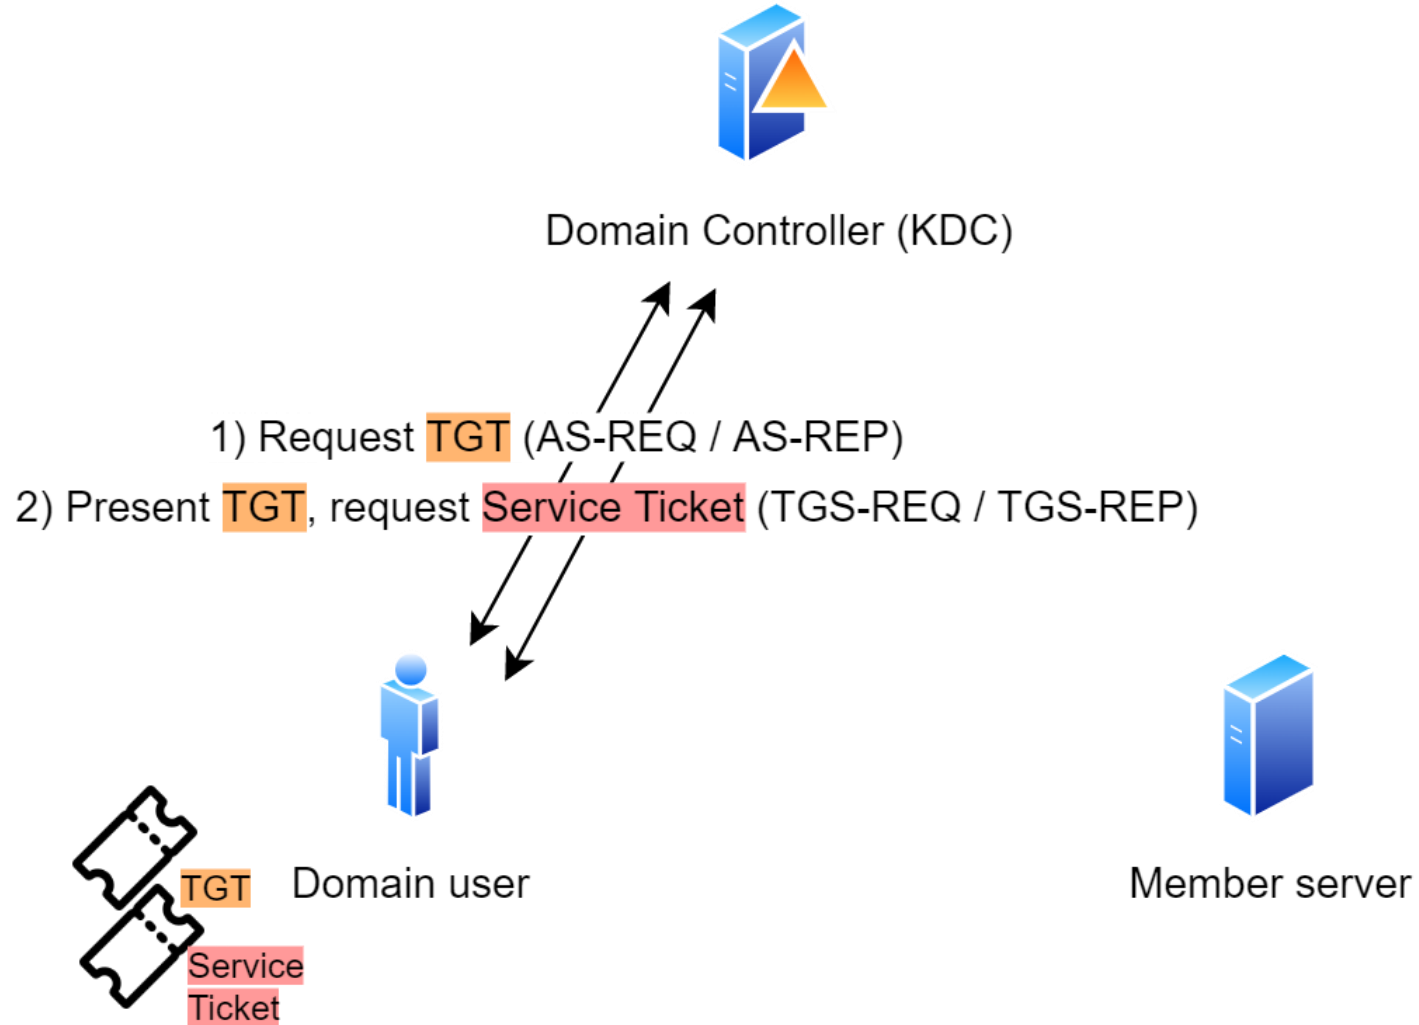 Domain Controller (KDC)
1) Request TGT (AS-REQ / AS-REP)
2) Present TGT, request Service Ticket (TGS-REQ / TGS-REP)
TGT
Domain user
Member server
Service
Ticket